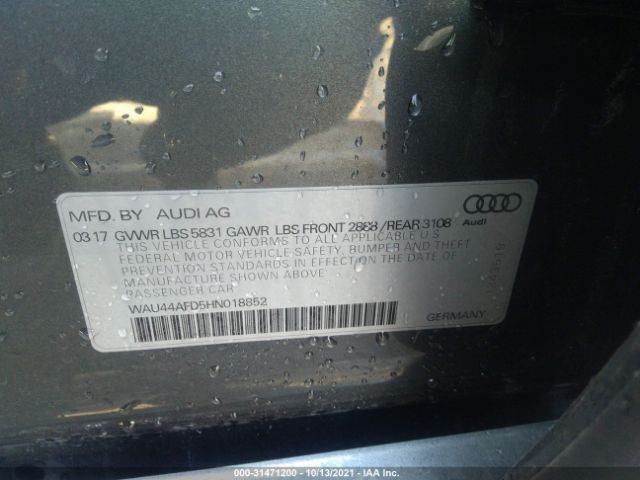 MFD. BY AUDI AG
Audi
03 17 GVWR LBS 5831 GAWR LBS FRONT 2888 /REAR 3108
THIS VEHICLE CONFORMS TO ALL APPLICABLE U.S.
FEDERAL MOTOR VEHICLE SAFETY, BUMPER AND THEFT
PREVENTION STANDARDS IN EFFECT ON THE DATE OF
MANUFACTURE SHOWN ABOVE
PASSENGER CAR
WAU44AFD5HN018852
GERMANY
000-31471200 - 10/13/2021 - IAA Inc.